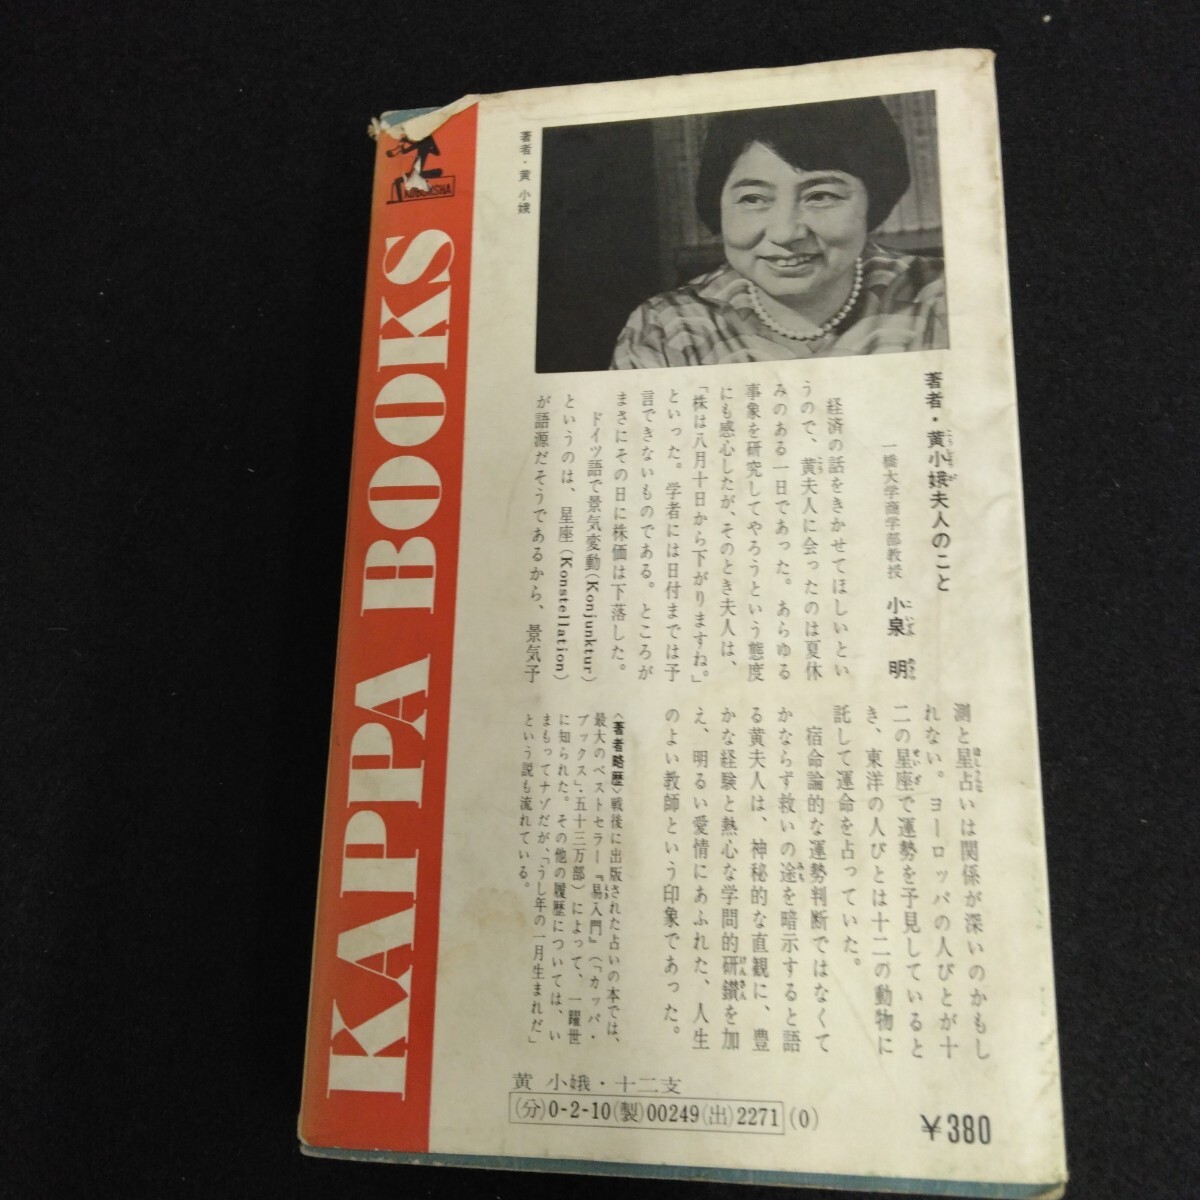 KAPPA BOOKS
著者・黄 小娥
著者・黄小娥夫人のこと
一橋大学商学部教授 小泉 明
経済の話をきかせてほしいとい
うので、黄夫人に会ったのは夏休
みのある一日であった。あらゆる
事象を研究してやろうという態度
にも感心したが、そのとき夫人は、
「株は八月十日から下がりますね。」
といった。学者には日付までは予
言できないものである。ところが
まさにその日に株価は下落した。
ドイツ語で景気変動(Konjunktur)
というのは、星座(Konstellation)
が語源だそうであるから、景気予
測と星占いは関係が深いのかもし
れない。ヨーロッパの人びとが十
二の星座で運勢を予見していると
き、東洋の人びとは十二の動物に
託して運命を占っていた。
宿命論的な運勢判断ではなくて
かならず救いの途を暗示すると語
る黄夫人は、神秘的な直観に、豊
かな経験と熱心な学問的研鑽を加
え、明るい愛情にあふれた、人生
のよい教師という印象であった。
〈著者略歴〉戦後に出版された占いの本では、
最大のベストセラー『易入門』(「カッパ・
ブックス」・五十三万部)によって、一躍世
に知られた。その他の履歴については、い
まもってナゾだが、「うし年の一月生まれだ」
という説も流れている。
黄 小娥・十二支
(分)0-2-10(製)00249(出)2271(0)
¥380